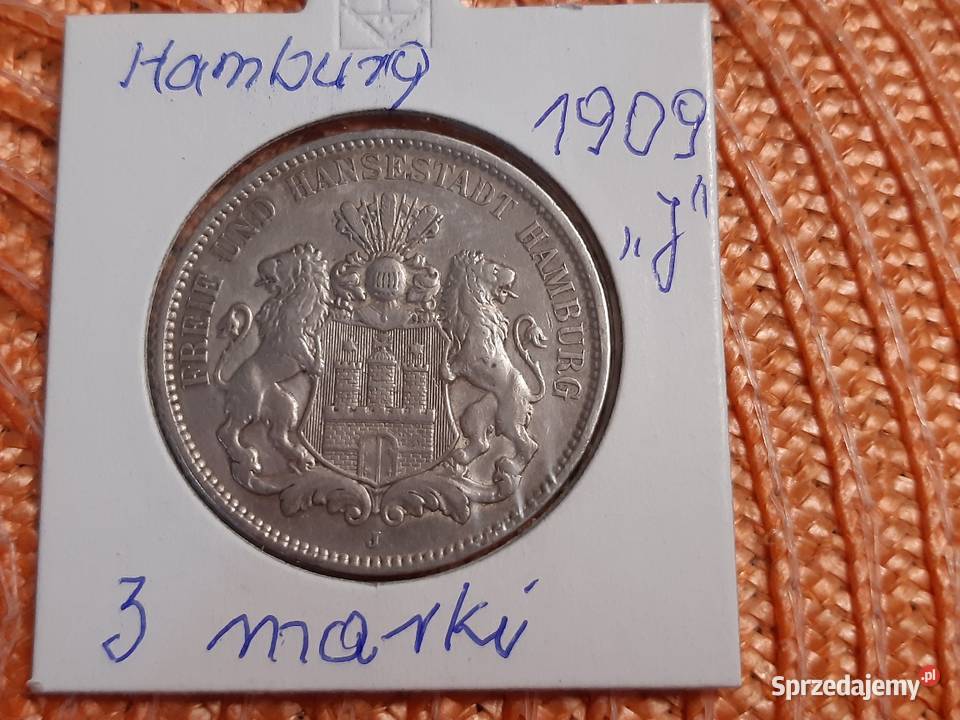 Hamburg
1909
„J"
FREIE UND HANSESTADT HAMBURG
J
3 marki
Sprzedajemy.pl